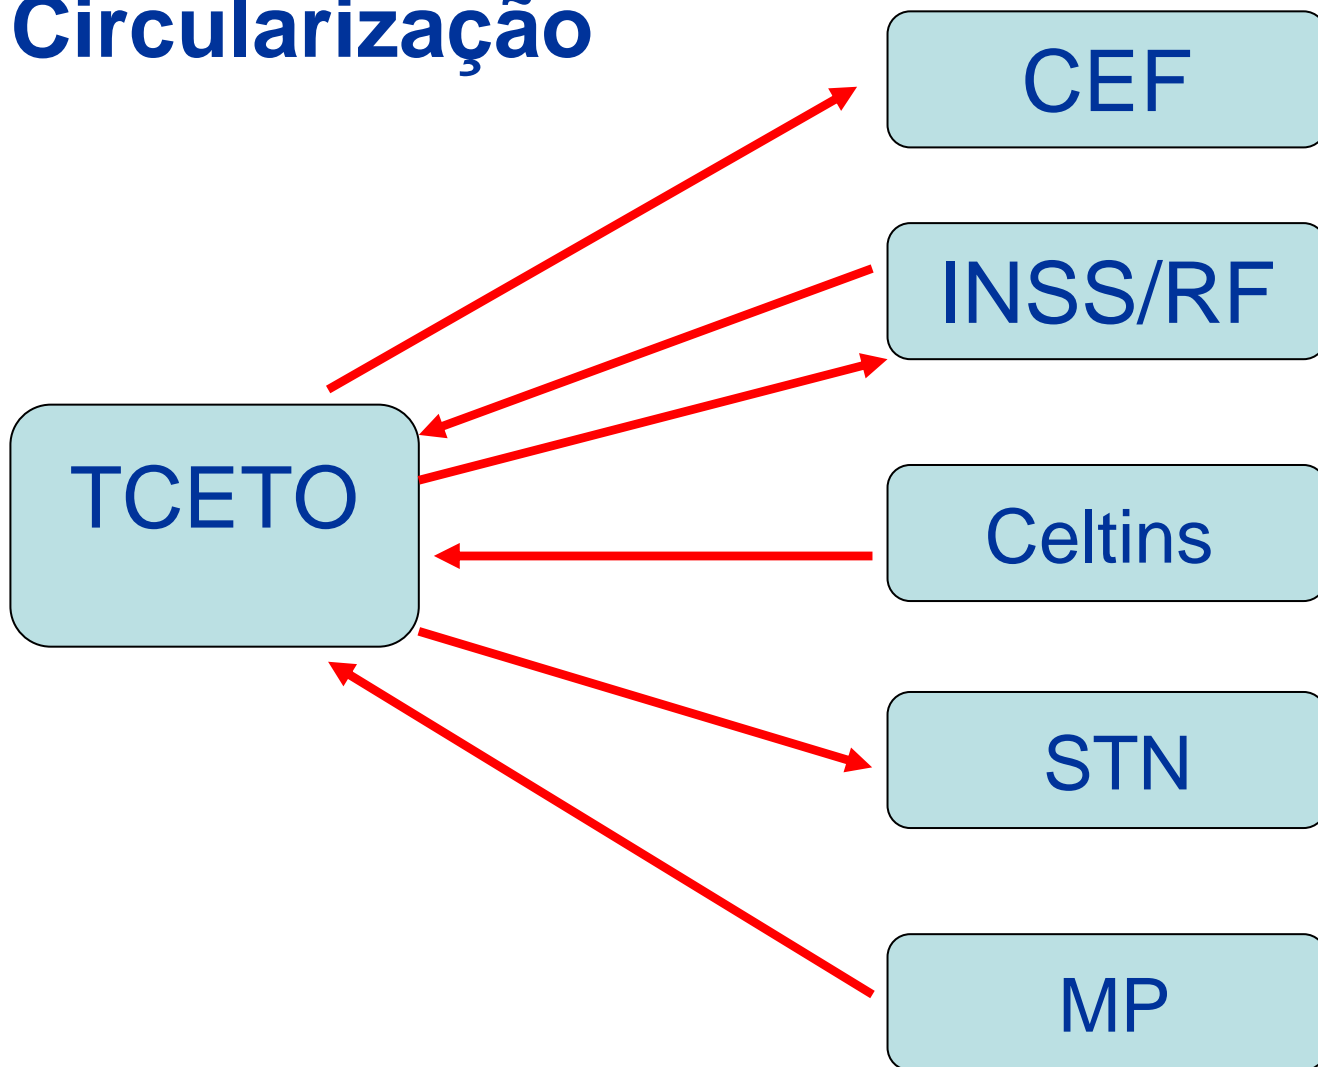 Circularização
CEF
INSS/RF
TCETO
Celtins
STN
MP